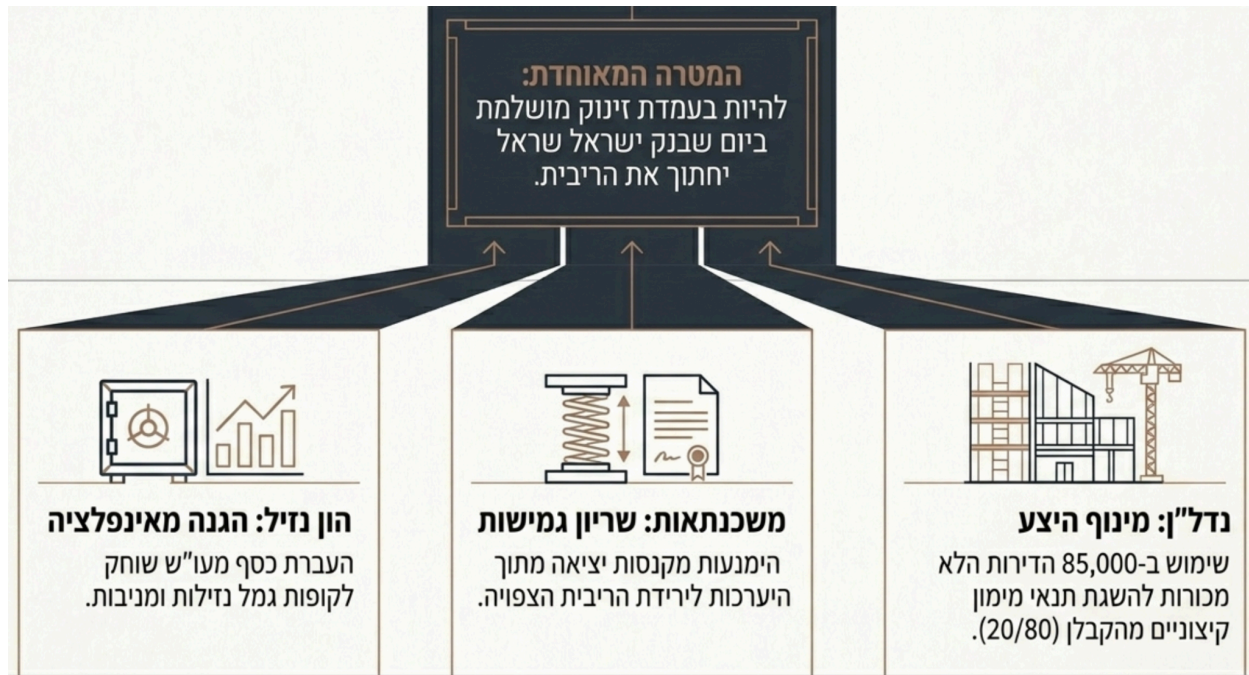 המטרה המאוחדת:
להיות בעמדת זינוק מושלמת
ביום שבנק ישראל שראל
יחתוך את הריבית.
נדל"ן: מינוף היצע
שימוש ב-85,000 הדירות הלא
מכורות להשגת תנאי מימון
קיצוניים מהקבלן (20/80).
משכנתאות: שריון גמישות
הימנעות מקנסות יציאה מתוך
היערכות לירידת הריבית הצפויה.
הון נזיל: הגנה מאינפלציה
העברת כסף מעו"ש שוחק
לקופות גמל נזילות ומניבות.